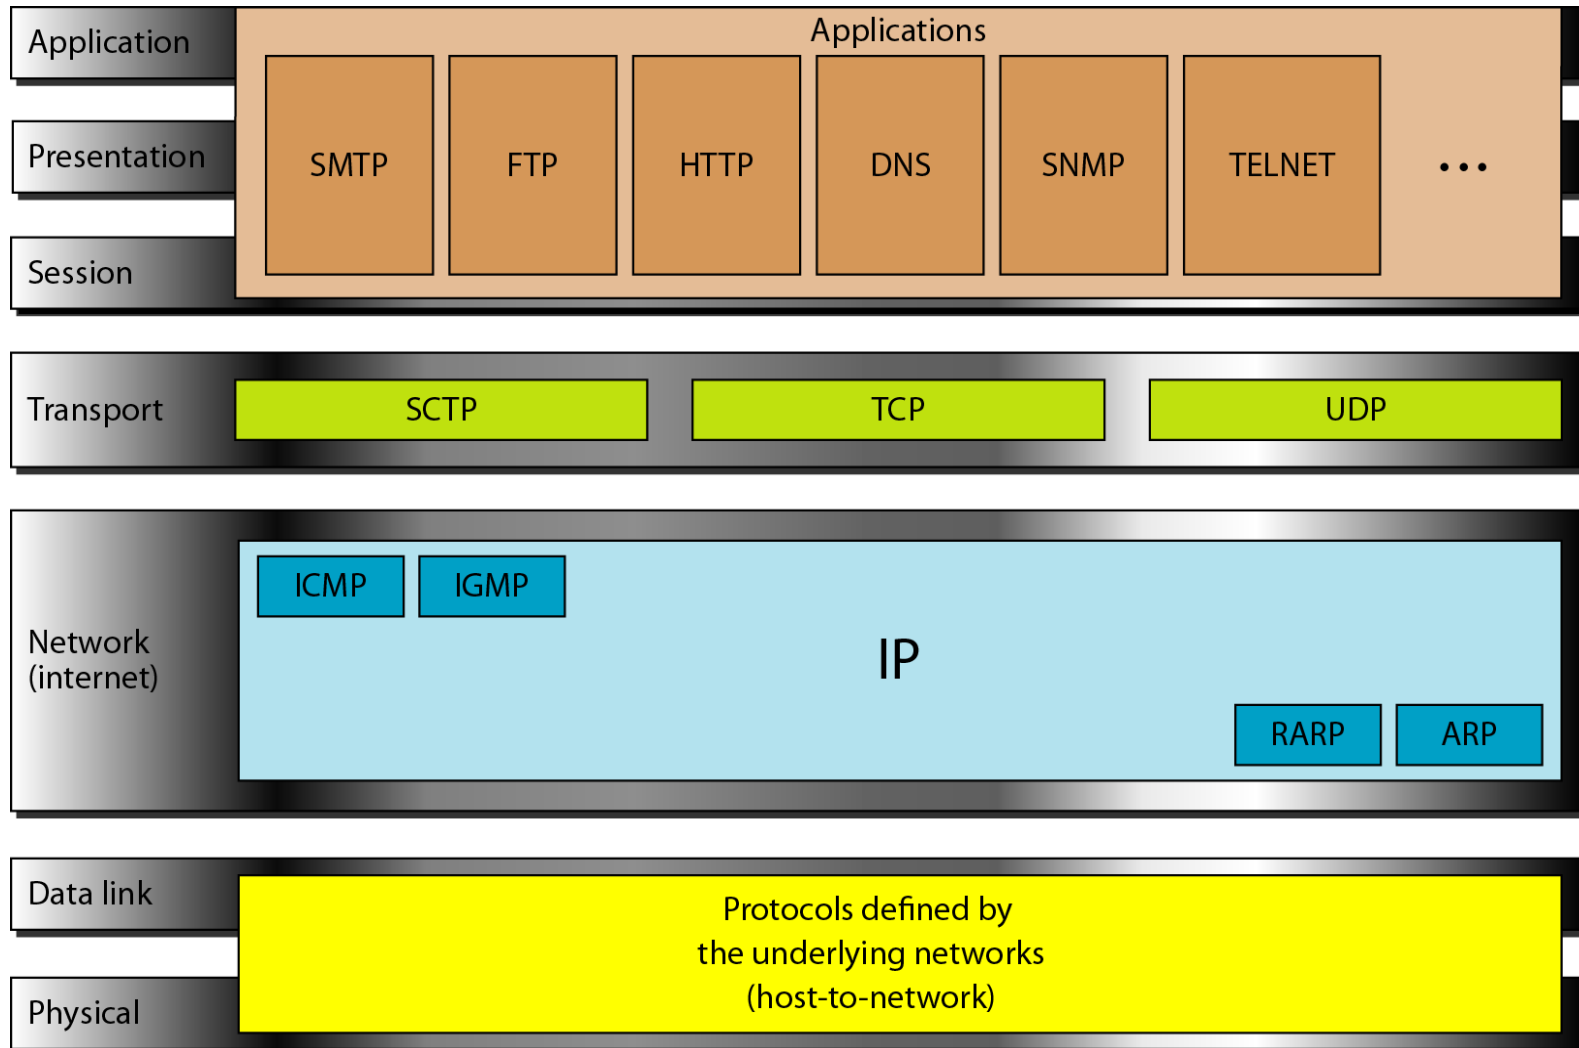 Application
Applications
Presentation
SMTP
FTP
HTTP
DNS
SNMP
TELNET
...
Session
Transport
SCTP
TCP
UDP
Network
(internet)
ICMP
IGMP
IP
RARP
ARP
Data link
Protocols defined by
the underlying networks
(host-to-network)
Physical